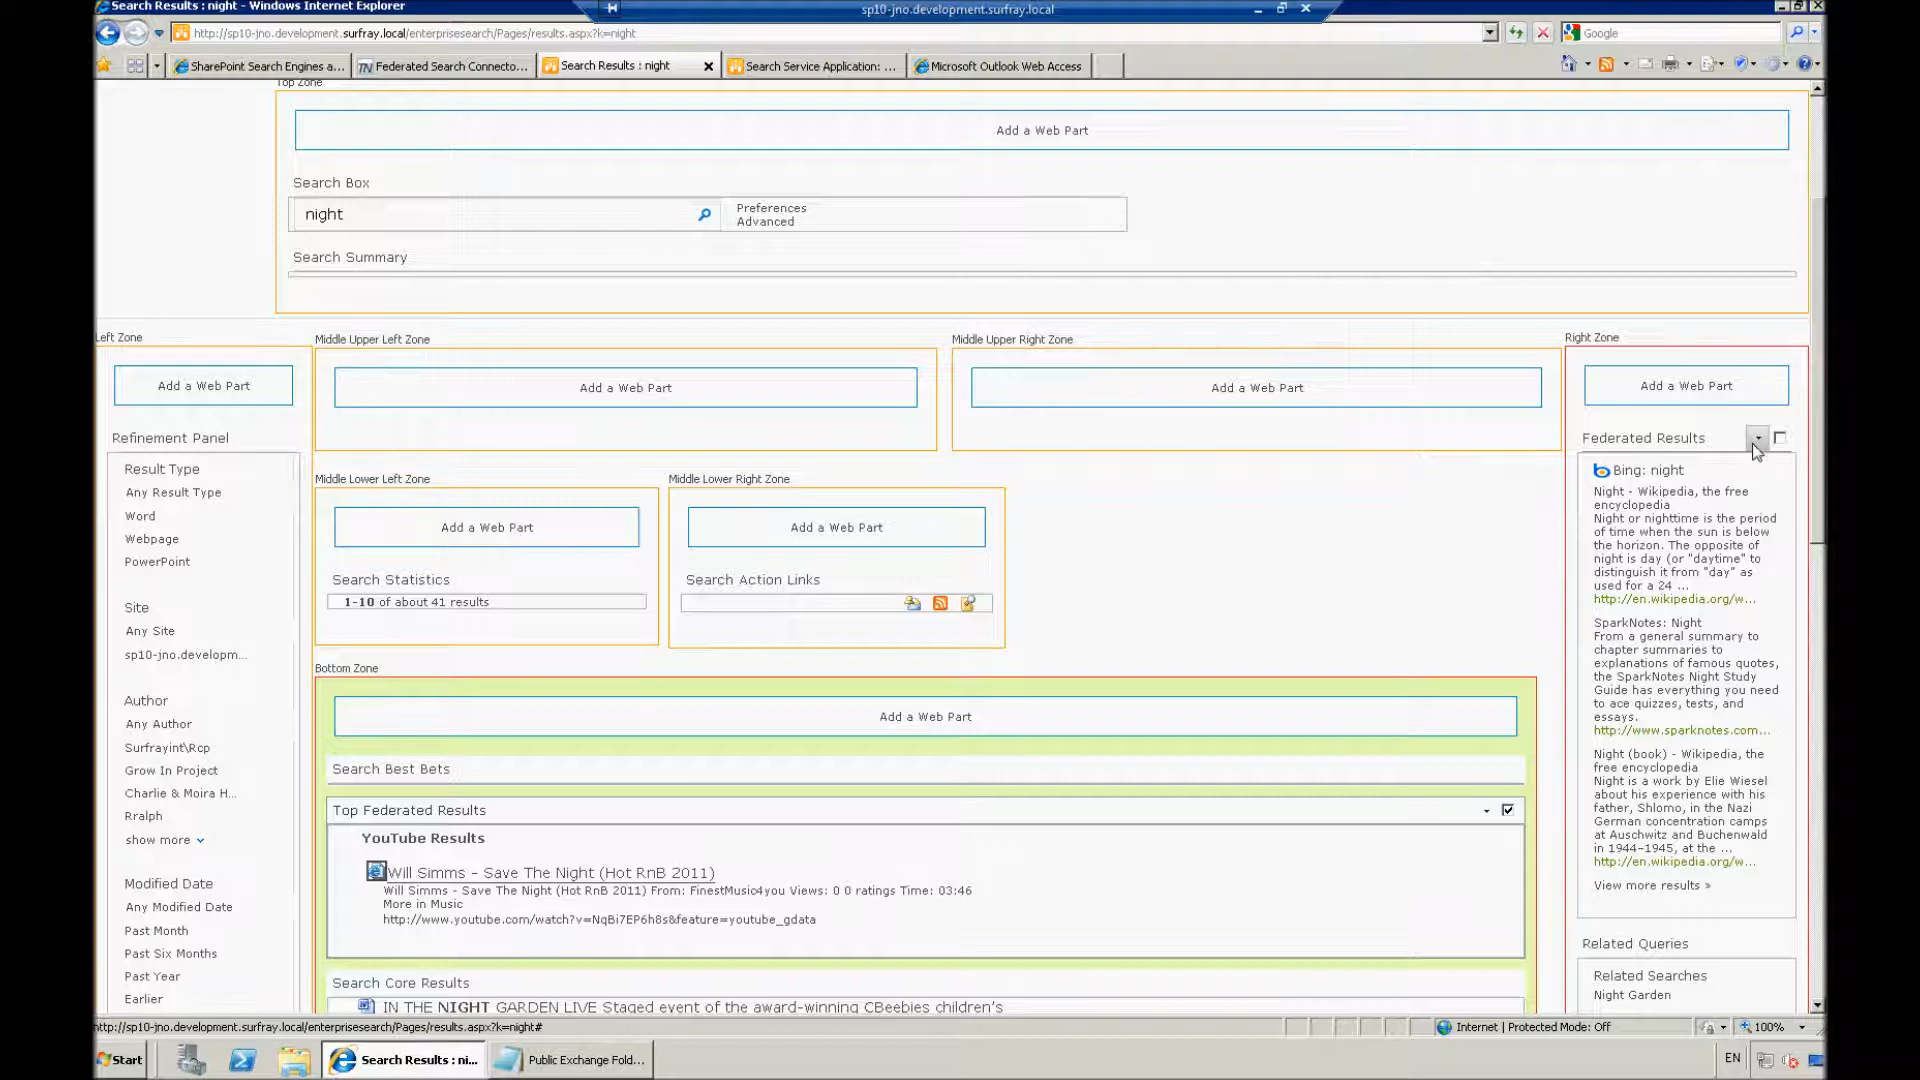 Search Results : night - Windows Internet Explorer
sp10-jno.development.surfray.local
http://sp10-jno.development.surfray.local/enterprisesearch/Pages/results.aspx?k=night
Google
SharePoint Search Engines a...
Federated Search Connecto...
Search Results : night
Search Service Application: ...
Microsoft Outlook Web Access
Top Zone
Add a Web Part
Search Box
night
Preferences
Advanced
Search Summary
Left Zone
Add a Web Part
Refinement Panel
Result Type
Any Result Type
Word
Webpage
PowerPoint
Site
Any Site
sp10-jno.developm...
Author
Any Author
Surfrayint\Rcp
Grow In Project
Charlie & Moira H...
Rralph
show more
Modified Date
Any Modified Date
Past Month
Past Six Months
Past Year
Earlier
Middle Upper Left Zone
Add a Web Part
Middle Upper Right Zone
Add a Web Part
Middle Lower Left Zone
Add a Web Part
Search Statistics
1-10 of about 41 results
Middle Lower Right Zone
Add a Web Part
Search Action Links
Bottom Zone
Add a Web Part
Search Best Bets
Top Federated Results
YouTube Results
Will Simms - Save The Night (Hot RnB 2011)
Will Simms - Save The Night (Hot RnB 2011) From: FinestMusic4you Views: 0 0 ratings Time: 03:46
More in Music
http://www.youtube.com/watch?v=NqBi7EP6h8s&feature=youtube_gdata
Search Core Results
IN THE NIGHT GARDEN LIVE Staged event of the award-winning CBeebies children's
Right Zone
Add a Web Part
Federated Results
Bing: night
Night - Wikipedia, the free
encyclopedia
Night or nighttime is the period
of time when the sun is below
the horizon. The opposite of
night is day (or "daytime" to
distinguish it from "day" as
used for a 24 ...
http://en.wikipedia.org/w...
SparkNotes: Night
From a general summary to
chapter summaries to
explanations of famous quotes,
the SparkNotes Night Study
Guide has everything you need
to ace quizzes, tests, and
essays.
http://www.sparknotes.com...
Night (book) - Wikipedia, the
free encyclopedia
Night is a work by Elie Wiesel
about his experience with his
father, Shlomo, in the Nazi
German concentration camps
at Auschwitz and Buchenwald
in 1944–1945, at the ...
http://en.wikipedia.org/w...
View more results »
Related Queries
Related Searches
Night Garden
http://sp10-jno.development.surfray.local/enterprisesearch/Pages/results.aspx?k=night#
Internet | Protected Mode: Off
100%
Start
Search Results : ni...
Public Exchange Fold...
EN